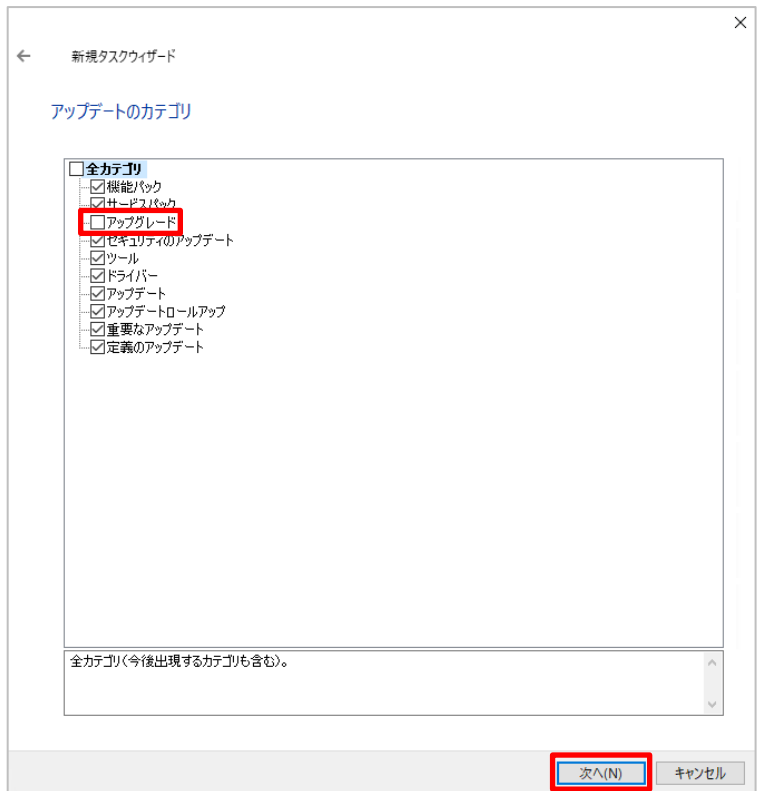 新規タスクウィザード
アップデートのカテゴリ
全カテゴリ
機能パック
サービスパック
アップグレード
セキュリティのアップデート
ツール
ドライバー
アップデート
アップデートロールアップ
重要なアップデート
定義のアップデート
全カテゴリ(今後出現するカテゴリも含む)。
次へ(N)
キャンセル